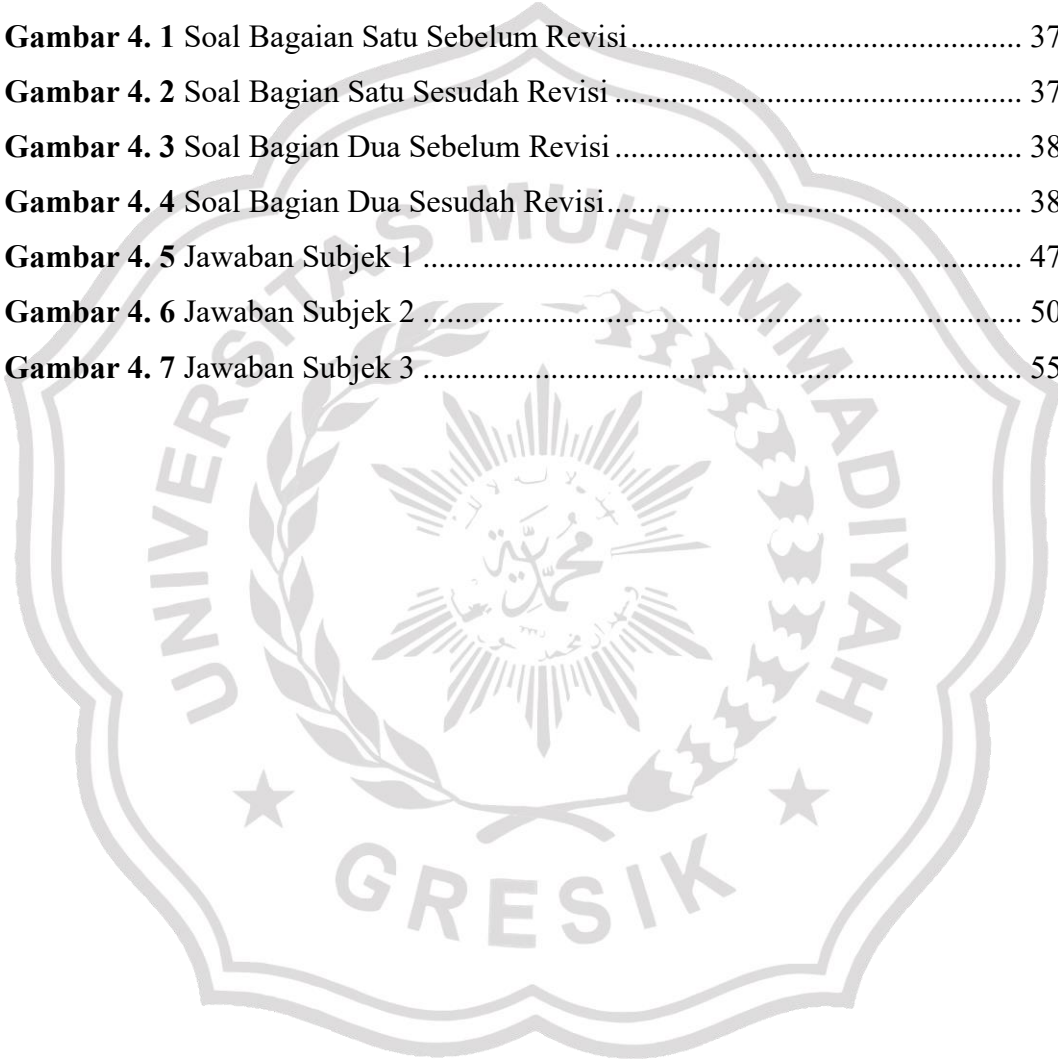 Gambar 4. 1 Soal Bagaian Satu Sebelum Revisi.................................................. 37
Gambar 4. 2 Soal Bagian Satu Sesudah Revisi .................................................... 37
Gambar 4. 3 Soal Bagian Dua Sebelum Revisi .................................................... 38
Gambar 4. 4 Soal Bagian Dua Sesudah Revisi..................................................... 38
Gambar 4. 5 Jawaban Subjek 1 ............................................................................ 47
Gambar 4. 6 Jawaban Subjek 2 ............................................................................ 50
Gambar 4. 7 Jawaban Subjek 3 ............................................................................ 55
UNIVERSITAS MUHAMMADIYAH
GRESIK